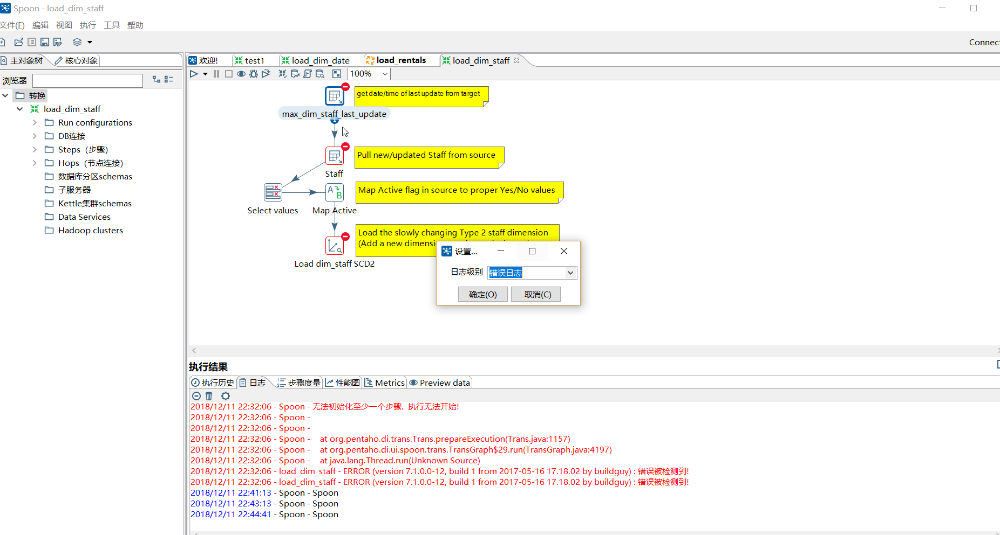 Spoon - load_dim_staff
文件(F) 编辑 视图 执行 工具 帮助
Connec
主对象树 核心对象
欢迎! test1 load_dim_date load_rentals load_dim_staff
100%
浏览器
转换
load_dim_staff
Run configurations
DB连接
Steps (步骤)
Hops (节点连接)
数据库分区schemas
子服务器
Kettle集群schemas
Data Services
Hadoop clusters
get date/time of last update from target
max_dim_staff_last_update
Pull new/updated Staff from source
Staff
Map Active flag in source to proper Yes/No values
Select values Map Active
Load the slowly changing Type 2 staff dimension
(Add a new dimension
Load dim_staff SCD2
设置...
日志级别 错误日志
确定(O) 取消(C)
执行结果
执行历史 日志 步骤度量 性能图 Metrics Preview data
2018/12/11 22:32:06 - Spoon - 无法初始化至少一个步骤. 执行无法开始!
2018/12/11 22:32:06 - Spoon -
2018/12/11 22:32:06 - Spoon -
2018/12/11 22:32:06 - Spoon - at org.pentaho.di.trans.Trans.prepareExecution(Trans.java:1157)
2018/12/11 22:32:06 - Spoon - at org.pentaho.di.ui.spoon.trans.TransGraph$29.run(TransGraph.java:4197)
2018/12/11 22:32:06 - Spoon - at java.lang.Thread.run(Unknown Source)
2018/12/11 22:32:06 - load_dim_staff - ERROR (version 7.1.0.0-12, build 1 from 2017-05-16 17.18.02 by buildguy) : 错误被检测到!
2018/12/11 22:32:06 - load_dim_staff - ERROR (version 7.1.0.0-12, build 1 from 2017-05-16 17.18.02 by buildguy) : 错误被检测到!
2018/12/11 22:41:13 - Spoon - Spoon
2018/12/11 22:43:13 - Spoon - Spoon
2018/12/11 22:44:41 - Spoon - Spoon